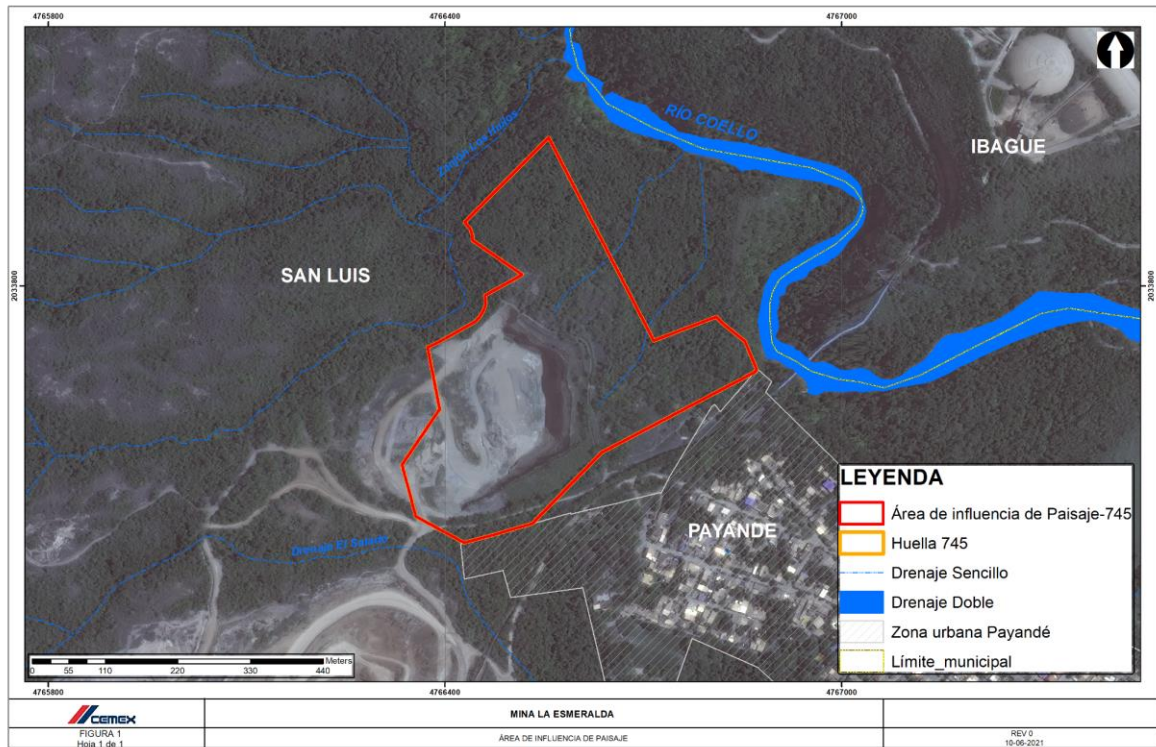 4765800 4766400 4767000
RÍO COELLO
IBAGUE
2033800
SAN LUIS
2033800
PAYANDE
Drenaje El Salado
LEYENDA
Área de influencia de Paisaje-745
Huella 745
Drenaje Sencillo
Drenaje Doble
Zona urbana Payandé
Límite_municipal
Meters
0 55 110 220 330 440
4765800 4766400 4767000
CEMEX
FIGURA 1
Hoja 1 de 1
MINA LA ESMERALDA
ÁREA DE INFLUENCIA DE PAISAJE
REV 0
10-06-2021